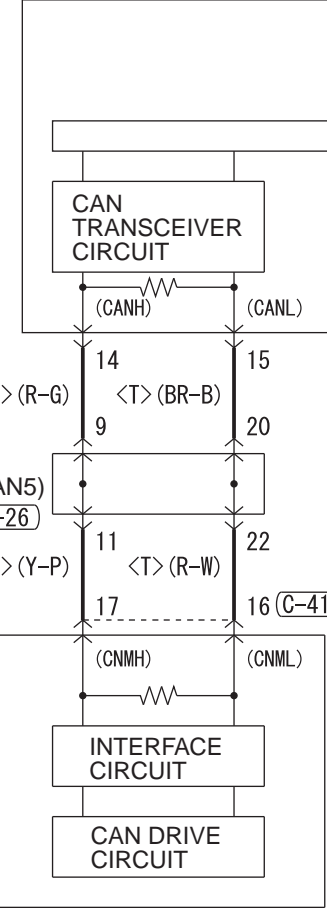 CAN
TRANSCEIVER
CIRCUIT
(CANH) (CANL)
14 15
>(R-G) <T>(BR-B)
9 20
AN5)
-26)
11 22
>(Y-P) <T>(R-W)
17 16 (C-41
(CNMH) (CNML)
INTERFACE
CIRCUIT
CAN DRIVE
CIRCUIT